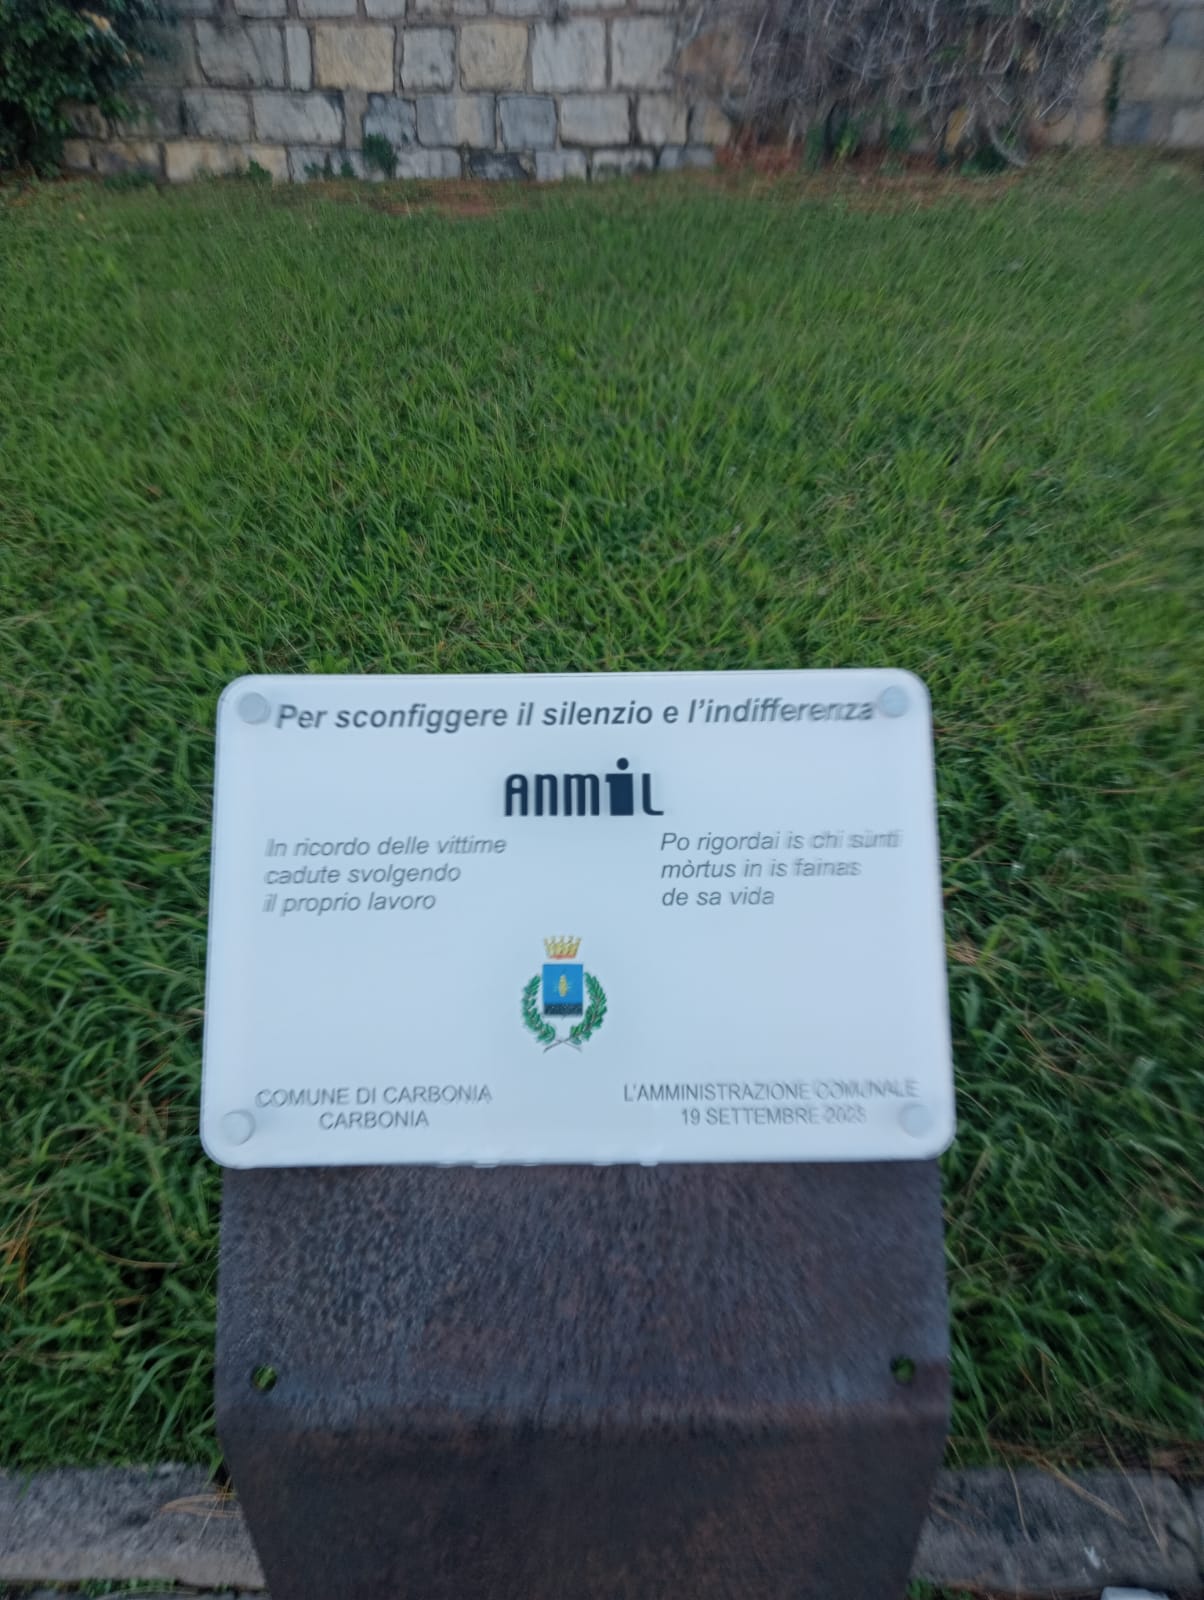 Per sconfiggere il silenzio e l'indifferenza
ANMiL
In ricordo delle vittime
cadute svolgendo
il proprio lavoro
Po rigordai is chi sunti
mòrtus in is fainas
de sa vida
COMUNE DI CARBONIA
CARBONIA
L'AMMINISTRAZIONE COMUNALE
19 SETTEMBRE